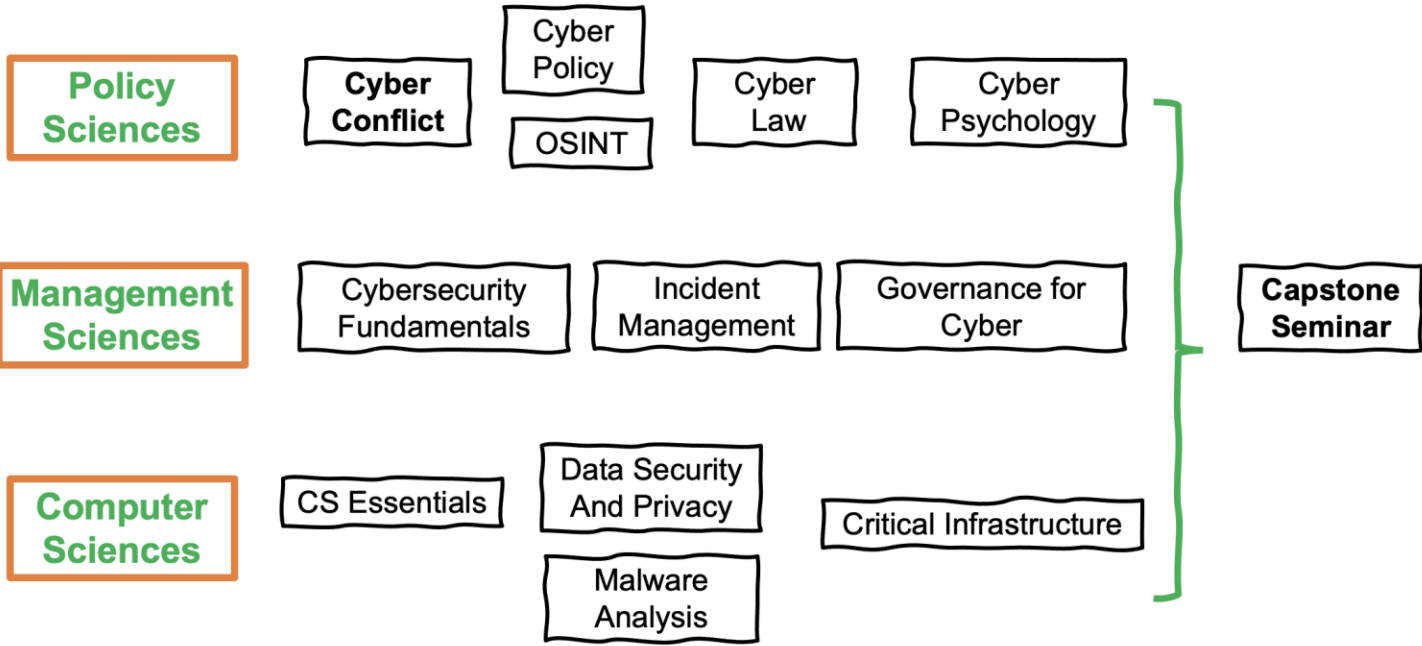 Policy
Sciences
Cyber
Conflict
Cyber
Policy
OSINT
Cyber
Law
Cyber
Psychology
Management
Sciences
Cybersecurity
Fundamentals
Incident
Management
Governance for
Cyber
Capstone
Seminar
Computer
Sciences
CS Essentials
Data Security
And Privacy
Malware
Analysis
Critical Infrastructure